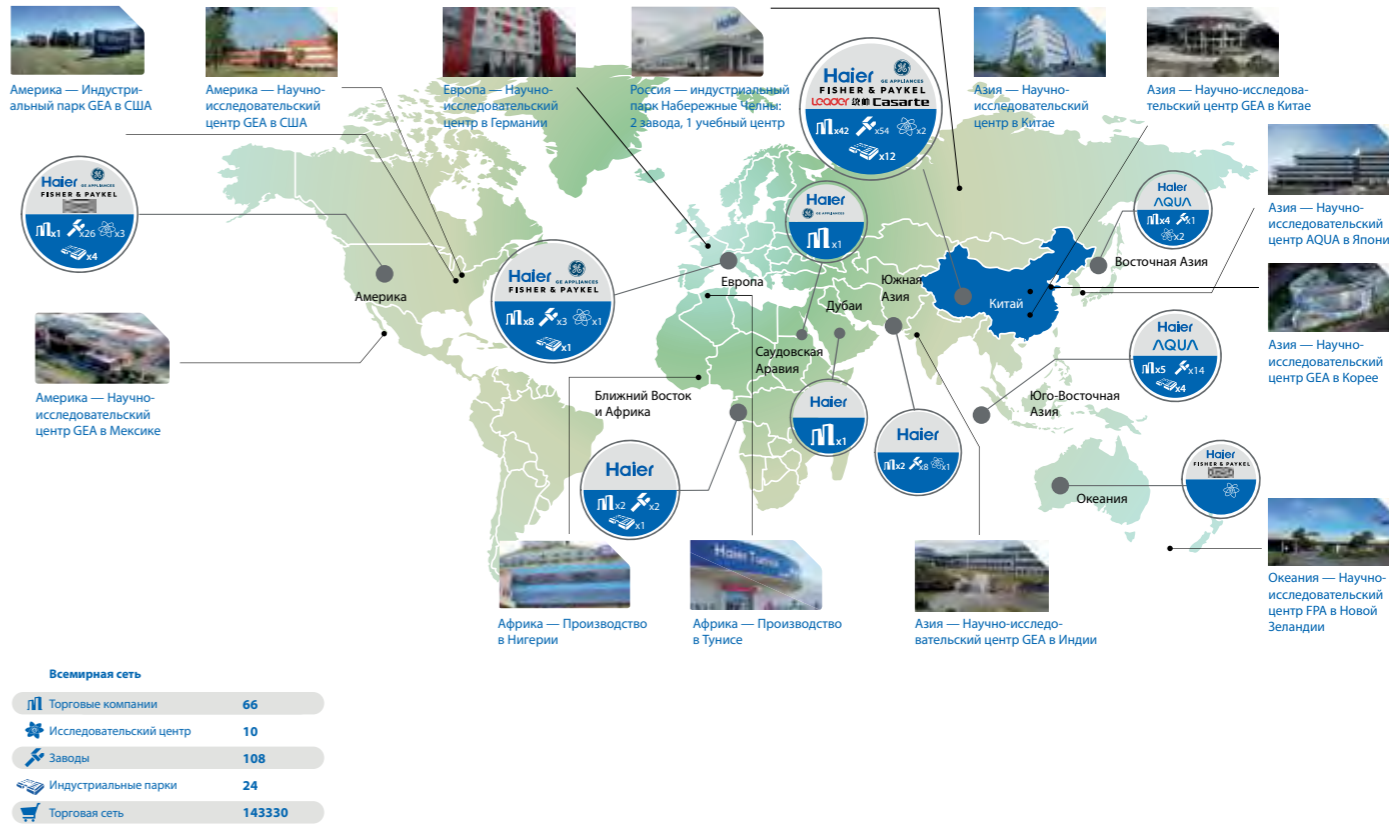 Америка — Индустри-
альный парк GEA в США
Америка — Научно-
исследовательский
центр GEA в США
Европа — Научно-
исследовательский
центр в Германии
Haier
Россия — индустриальный
парк Набережные Челны:
2 завода, 1 учебный центр
Haier
GE APPLIANCES
FISHER & PAYKEL
Leader 统帅 Casarte
x42 x54 x2
x12
Азия — Научно-
исследовательский
центр в Китае
Азия — Научно-исследова-
тельский центр GEA в Китае
Азия — Научно-
исследовательский
центр AQUA в Япони
Азия — Научно-
исследовательский
центр GEA в Корее
Haier
GE APPLIANCES
FISHER & PAYKEL
x1 x26 x3
x4
Америка
Америка — Научно-
исследовательский
центр GEA в Мексике
Haier
GE APPLIANCES
FISHER & PAYKEL
x8 x3 x1
x1
Европа
Haier
GE APPLIANCES
x1
Haier
AQUA
x4 x1
x2
Восточная Азия
Южная
Азия
Дубаи
Китай
Саудовская
Аравия
Haier
AQUA
x5 x14
x4
Ближний Восток
и Африка
Юго-Восточная
Азия
Haier
x1
Haier
x2 x8 x1
Haier
x2 x2
x1
Haier
FISHER & PAYKEL
Океания
Haier Tunisie
Африка — Производство
в Нигерии
Африка — Производство
в Тунисе
Азия — Научно-исследо-
вательский центр GEA в Индии
Океания — Научно-
исследовательский
центр FPA в Новой
Зеландии
Всемирная сеть
Торговые компании 66
Исследовательский центр 10
Заводы 108
Индустриальные парки 24
Торговая сеть 143330